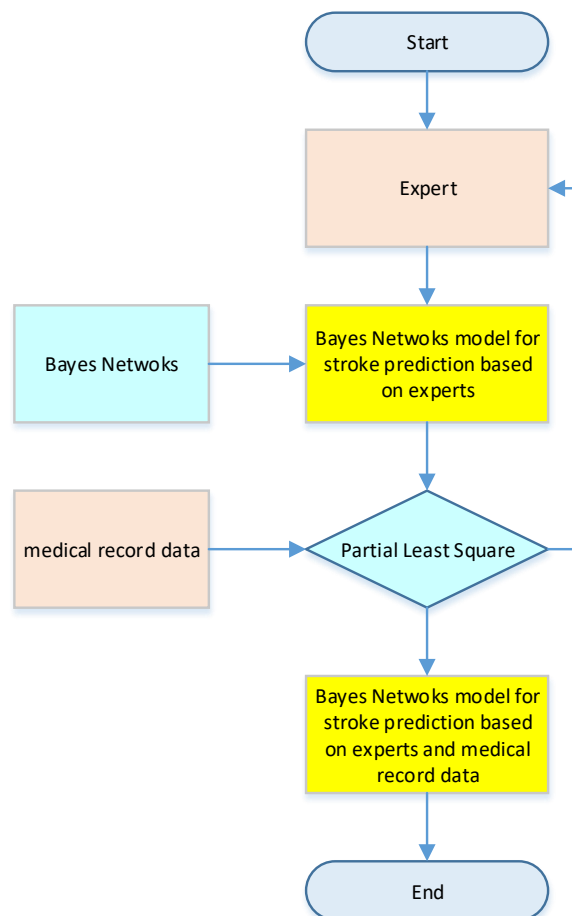 Start
Expert
Bayes Netwoks
Bayes Netwoks model for
stroke prediction based
on experts
medical record data
Partial Least Square
Bayes Netwoks model for
stroke prediction based
on experts and medical
record data
End